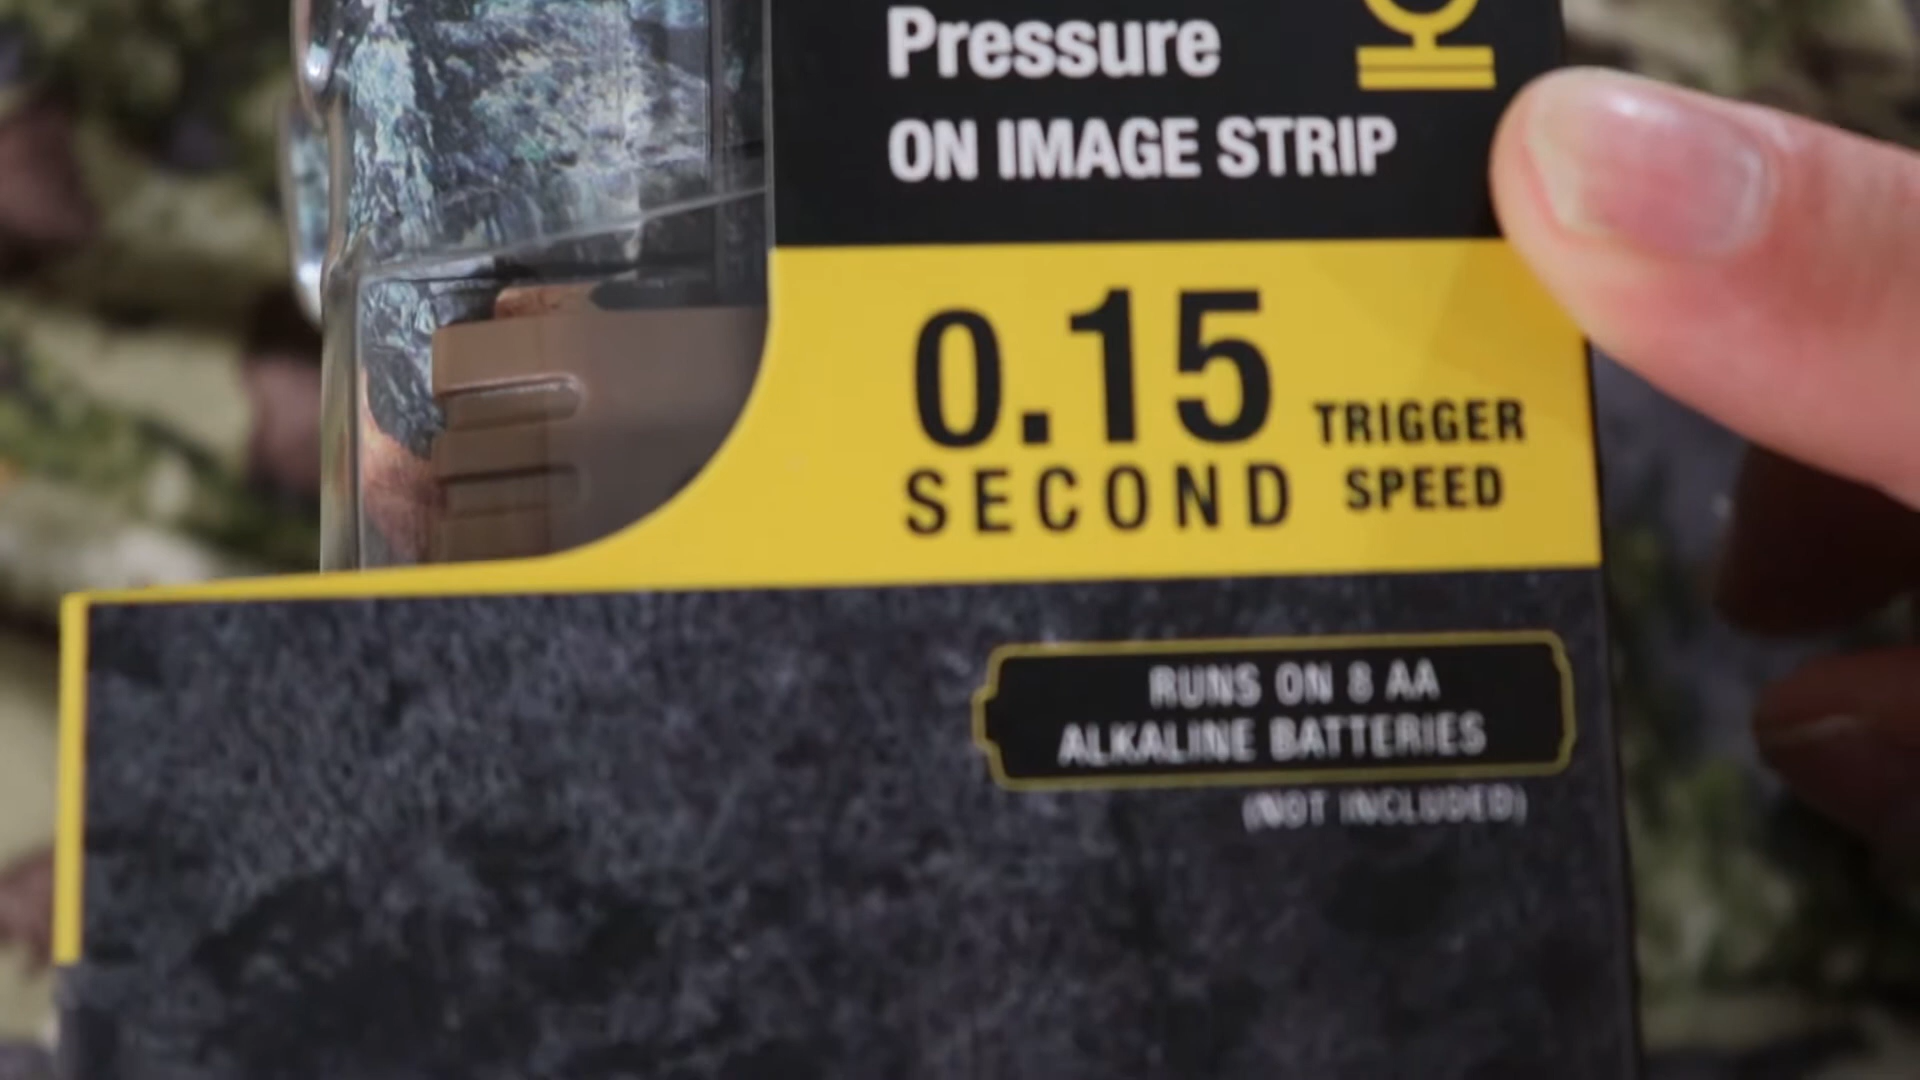 Pressure
ON IMAGE STRIP
0.15
SECOND
TRIGGER
SPEED
RUNS ON 8 AA
ALKALINE BATTERIES
(NOT INCLUDED)